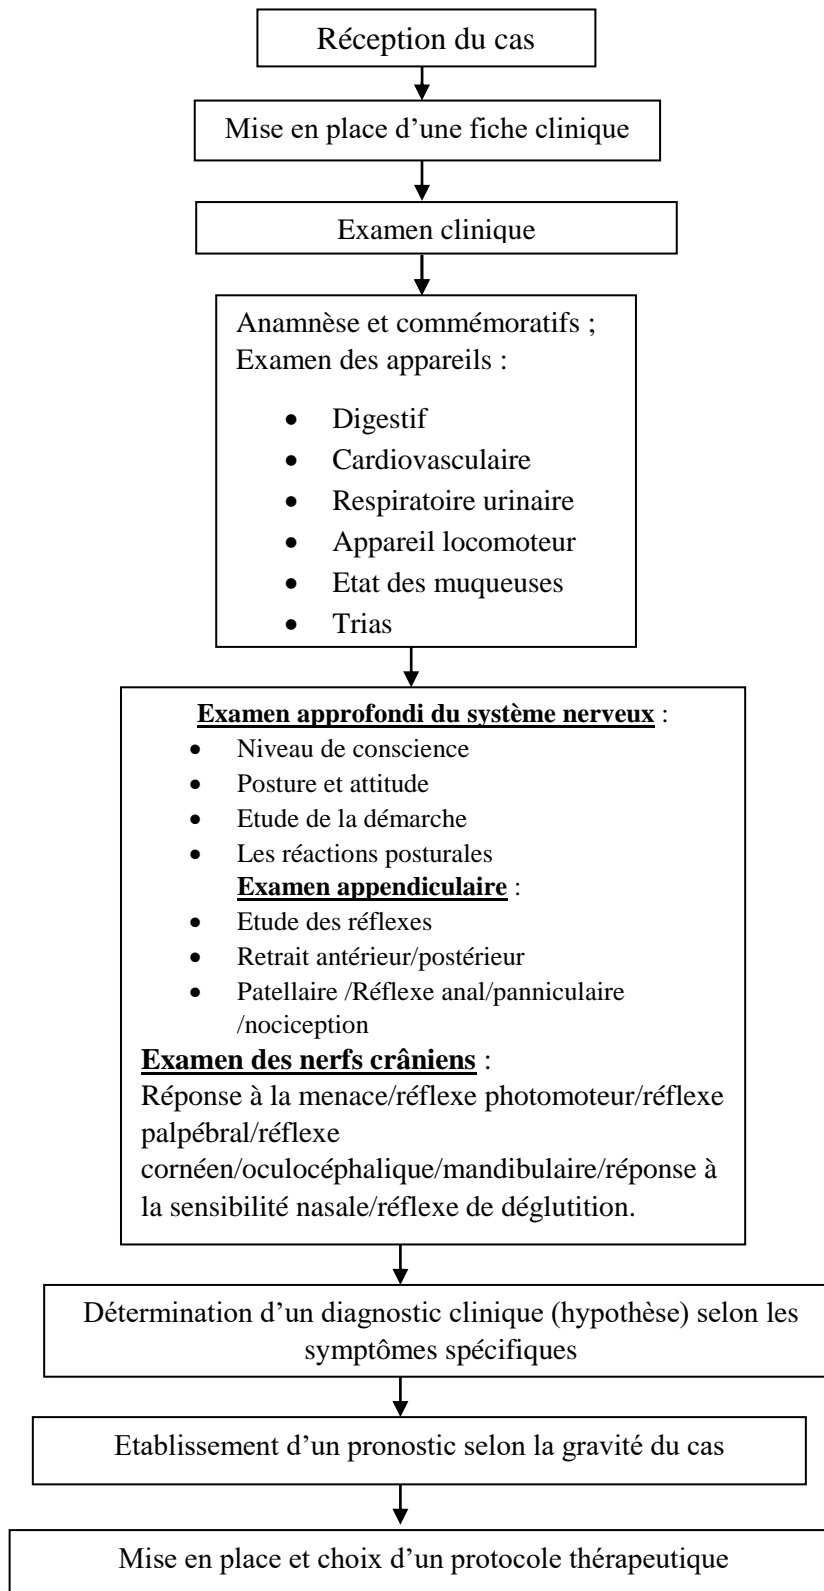 Réception du cas
Mise en place d’une fiche clinique
Examen clinique
Anamnèse et commémoratifs ;
Examen des appareils :
• Digestif
• Cardiovasculaire
• Respiratoire urinaire
• Appareil locomoteur
• Etat des muqueuses
• Trias
Examen approfondi du système nerveux :
• Niveau de conscience
• Posture et attitude
• Etude de la démarche
• Les réactions posturales
Examen appendiculaire :
• Etude des réflexes
• Retrait antérieur/postérieur
• Patellaire /Réflexe anal/panniculaire
/nociception
Examen des nerfs crâniens :
Réponse à la menace/réflexe photomoteur/réflexe
palpébral/réflexe
cornéen/oculocéphalique/mandibulaire/réponse à
la sensibilité nasale/réflexe de déglutition.
Détermination d’un diagnostic clinique (hypothèse) selon les
symptômes spécifiques
Etablissement d’un pronostic selon la gravité du cas
Mise en place et choix d’un protocole thérapeutique